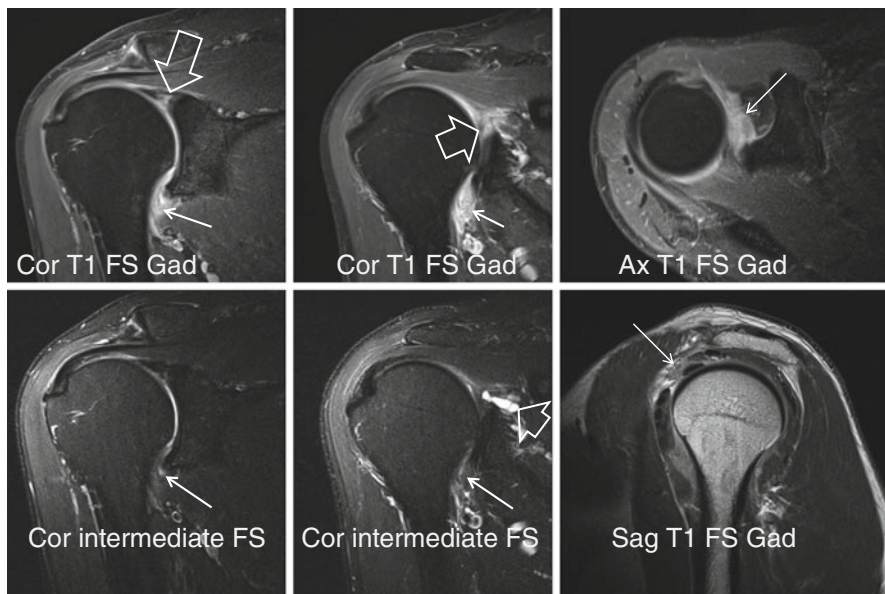 Cor T1 FS Gad
Cor T1 FS Gad
Ax T1 FS Gad
Cor intermediate FS
Cor intermediate FS
Sag T1 FS Gad